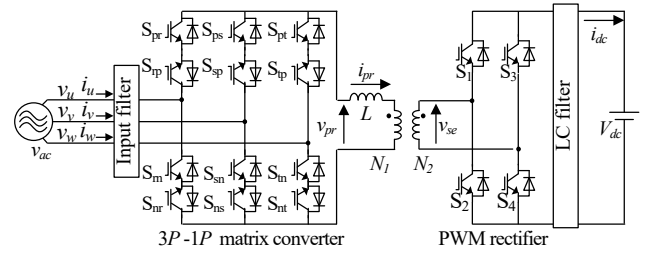 S_pr S_ps S_pt
S_rp S_sp S_tp
v_u i_u
v_v i_v
v_w i_w
v_ac
Input filter
S_rn S_sn S_tn
S_nr S_ns S_nt
3P -1P matrix converter
i_pr
L
v_pr
N_1 N_2
v_se
S_1 S_3
S_2 S_4
PWM rectifier
LC filter
i_dc
V_dc